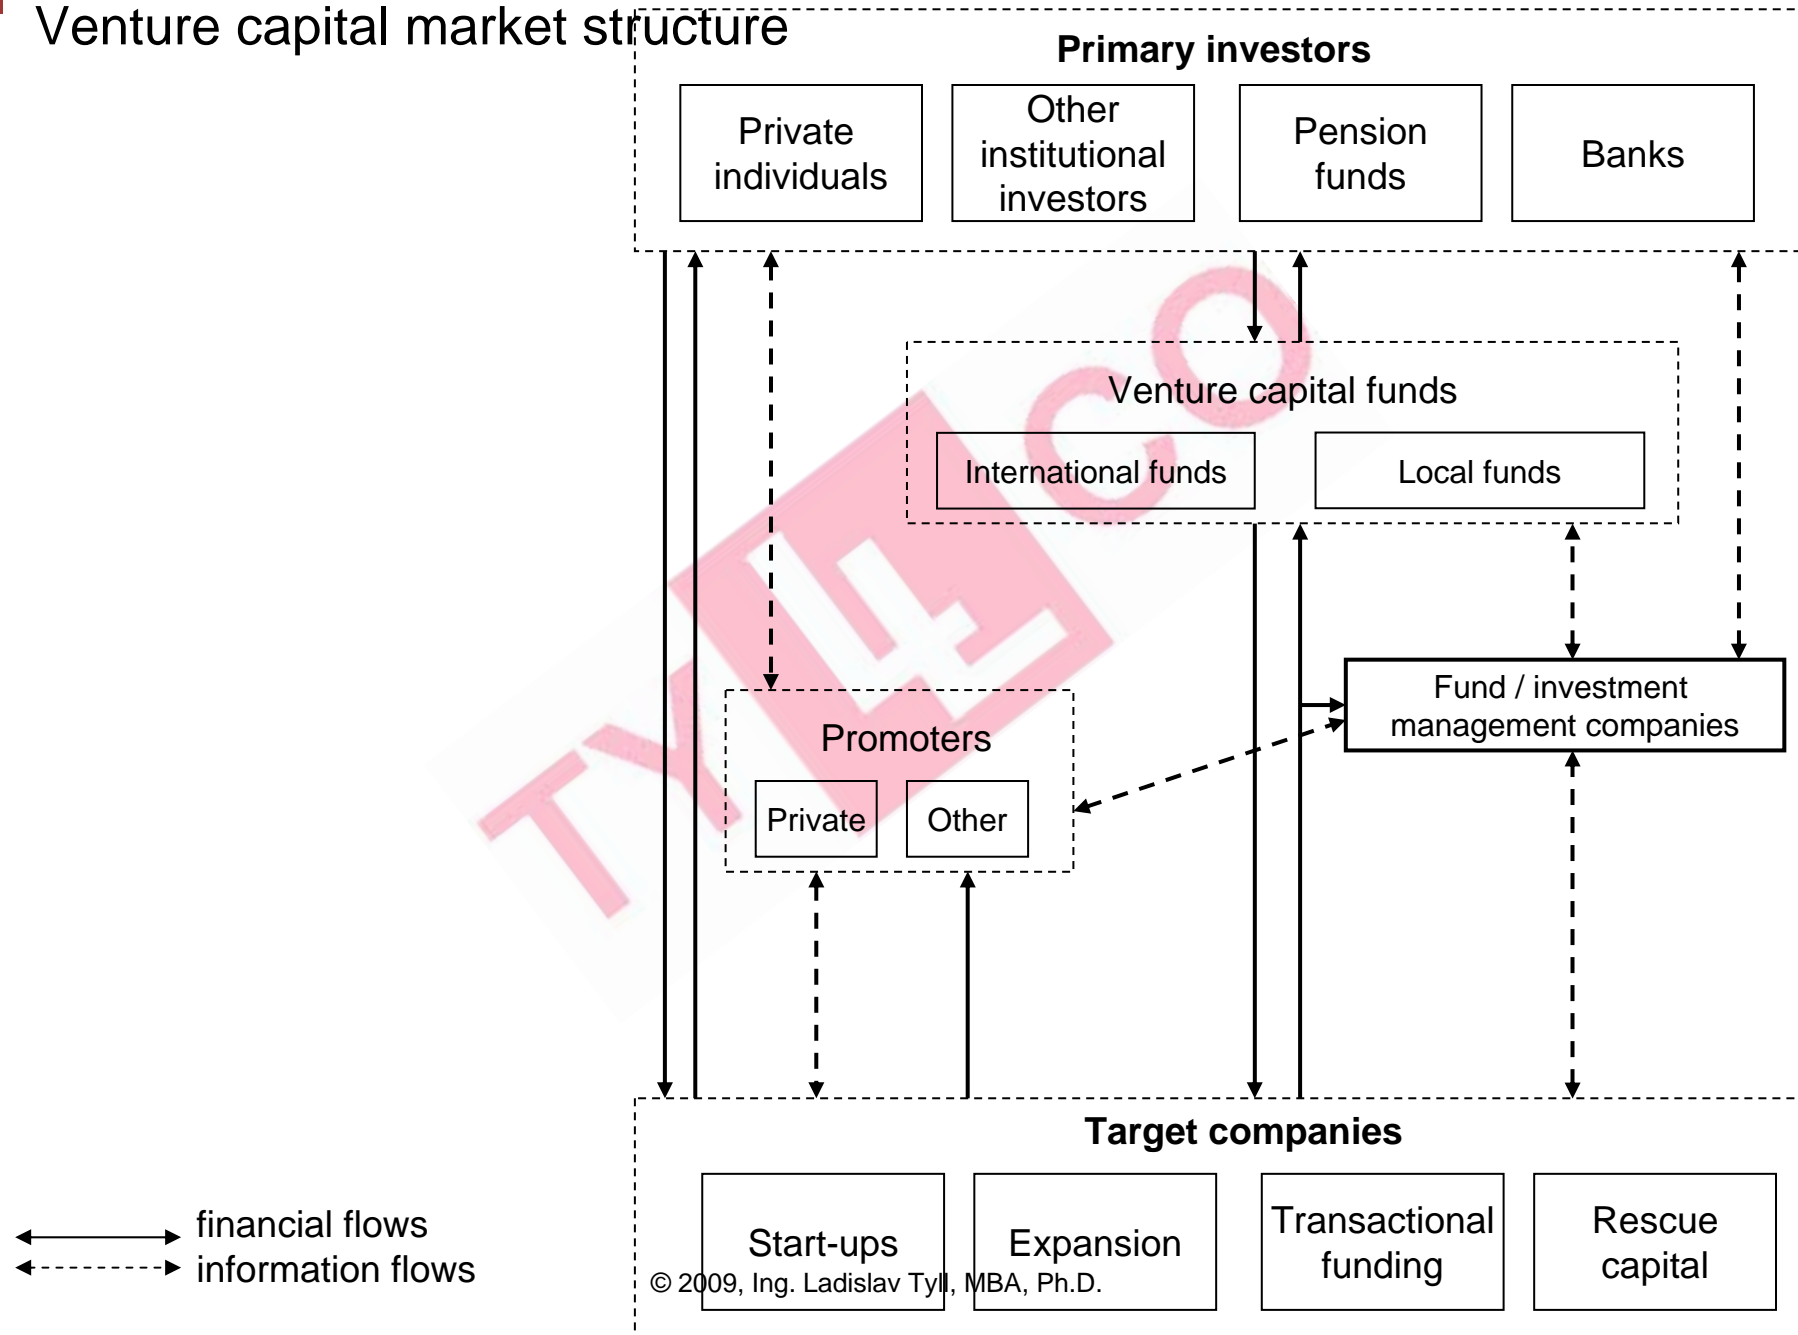 Venture capital market structure
Primary investors
Private
individuals
Other
institutional
investors
Pension
funds
Banks
Venture capital funds
International funds
Local funds
Fund / investment
management companies
Promoters
Private
Other
TYLL CO
Target companies
Start-ups
Expansion
Transactional
funding
Rescue
capital
financial flows
information flows
© 2009, Ing. Ladislav Tyll, MBA, Ph.D.